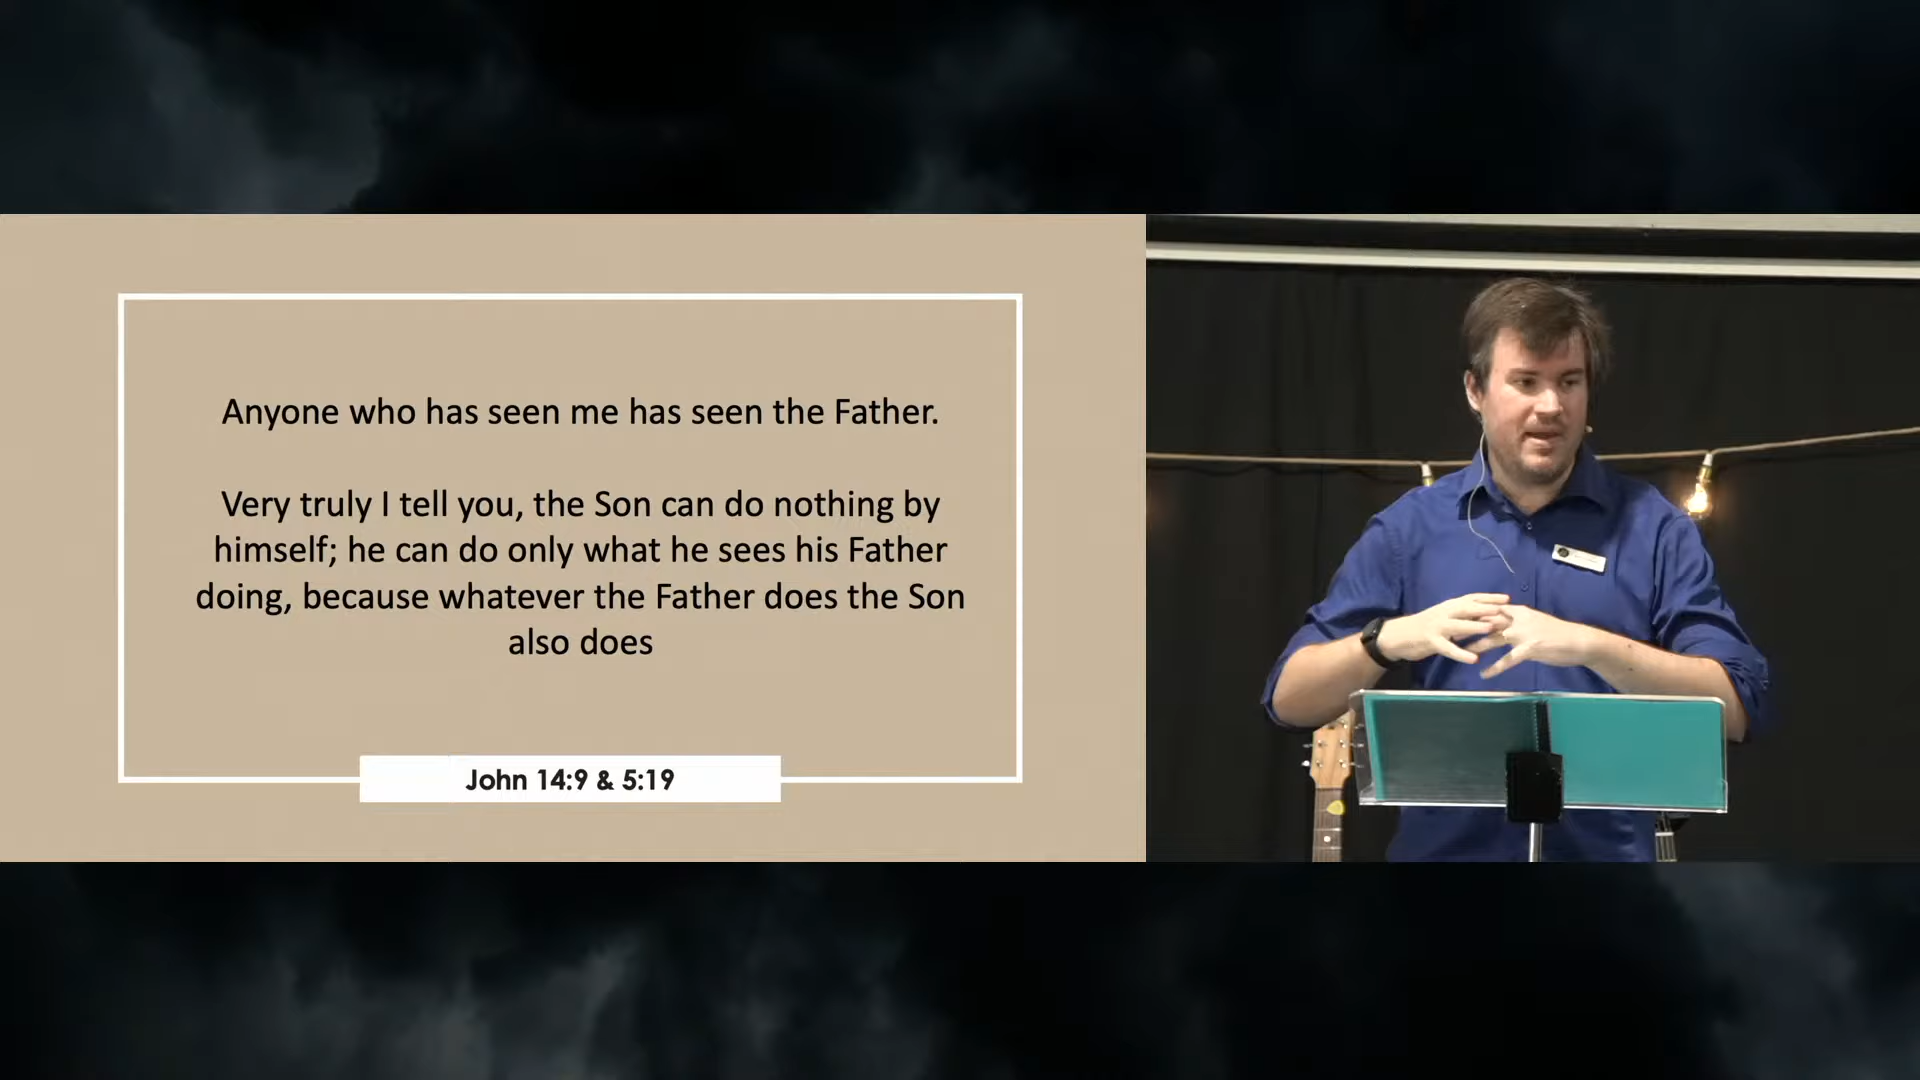 Anyone who has seen me has seen the Father.
Very truly I tell you, the Son can do nothing by
himself; he can do only what he sees his Father
doing, because whatever the Father does the Son
also does
John 14:9 & 5:19